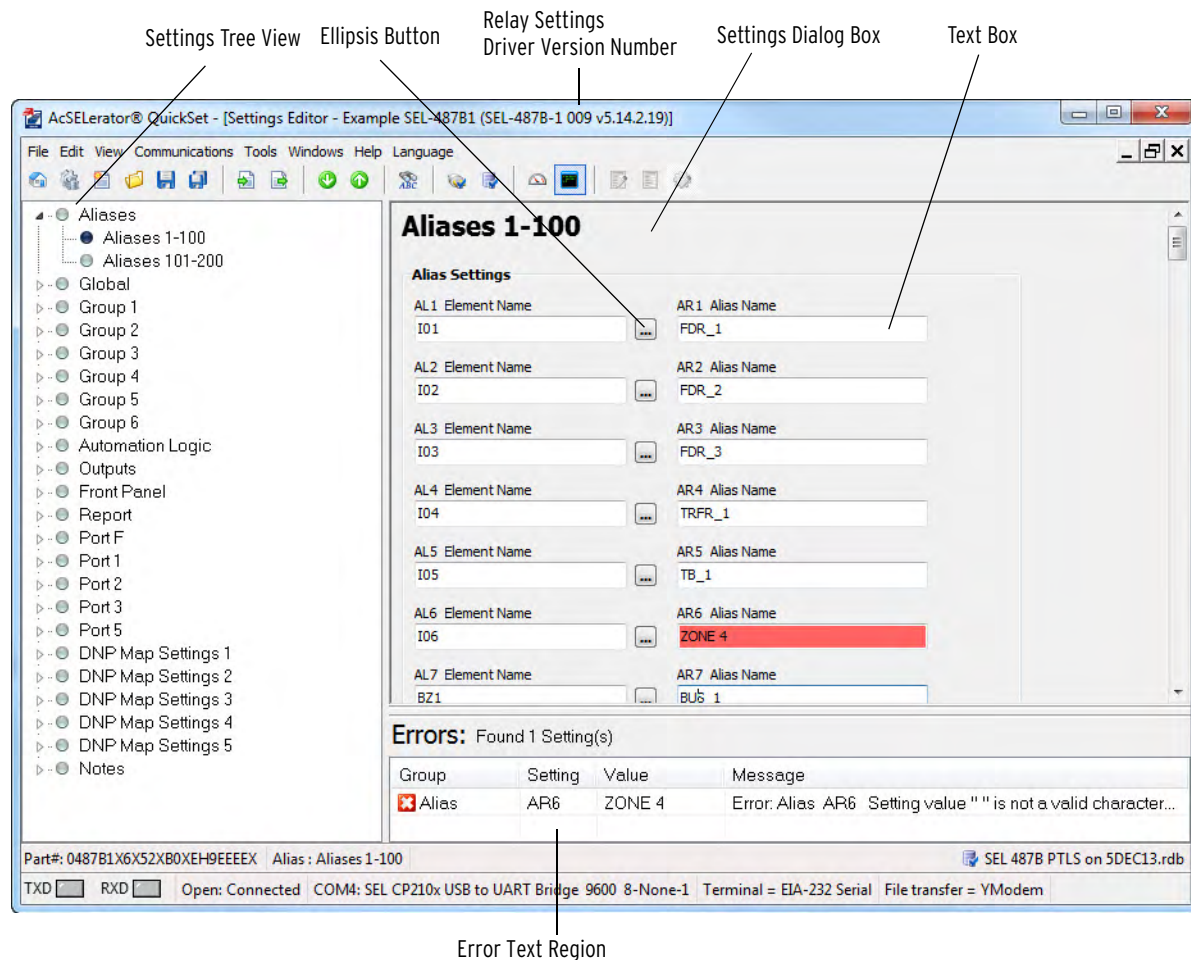 Settings Tree View
Ellipsis Button
Relay Settings
Driver Version Number
Settings Dialog Box
Text Box
AcSELerator® QuickSet - [Settings Editor - Example SEL-487B1 (SEL-487B-1 009 v5.14.2.19)]
File Edit View Communications Tools Windows Help Language
Aliases
Aliases 1-100
Aliases 101-200
Global
Group 1
Group 2
Group 3
Group 4
Group 5
Group 6
Automation Logic
Outputs
Front Panel
Report
Port F
Port 1
Port 2
Port 3
Port 5
DNP Map Settings 1
DNP Map Settings 2
DNP Map Settings 3
DNP Map Settings 4
DNP Map Settings 5
Notes
Aliases 1-100
Alias Settings
AL1 Element Name AR1 Alias Name
I01 ... FDR_1
AL2 Element Name AR2 Alias Name
I02 ... FDR_2
AL3 Element Name AR3 Alias Name
I03 ... FDR_3
AL4 Element Name AR4 Alias Name
I04 ... TRFR_1
AL5 Element Name AR5 Alias Name
I05 ... TB_1
AL6 Element Name AR6 Alias Name
I06 ... ZONE 4
AL7 Element Name AR7 Alias Name
BZ1 ... BUS 1
Errors: Found 1 Setting(s)
Group Setting Value Message
Alias AR6 ZONE 4 Error: Alias AR6 Setting value " " is not a valid character...
Part#: 0487B1X6X52XB0XEH9EEEEX Alias : Aliases 1-100 SEL 487B PTLS on 5DEC13.rdb
TXD RXD Open: Connected COM4: SEL CP210x USB to UART Bridge 9600 8-None-1 Terminal = EIA-232 Serial File transfer = YModem
Error Text Region